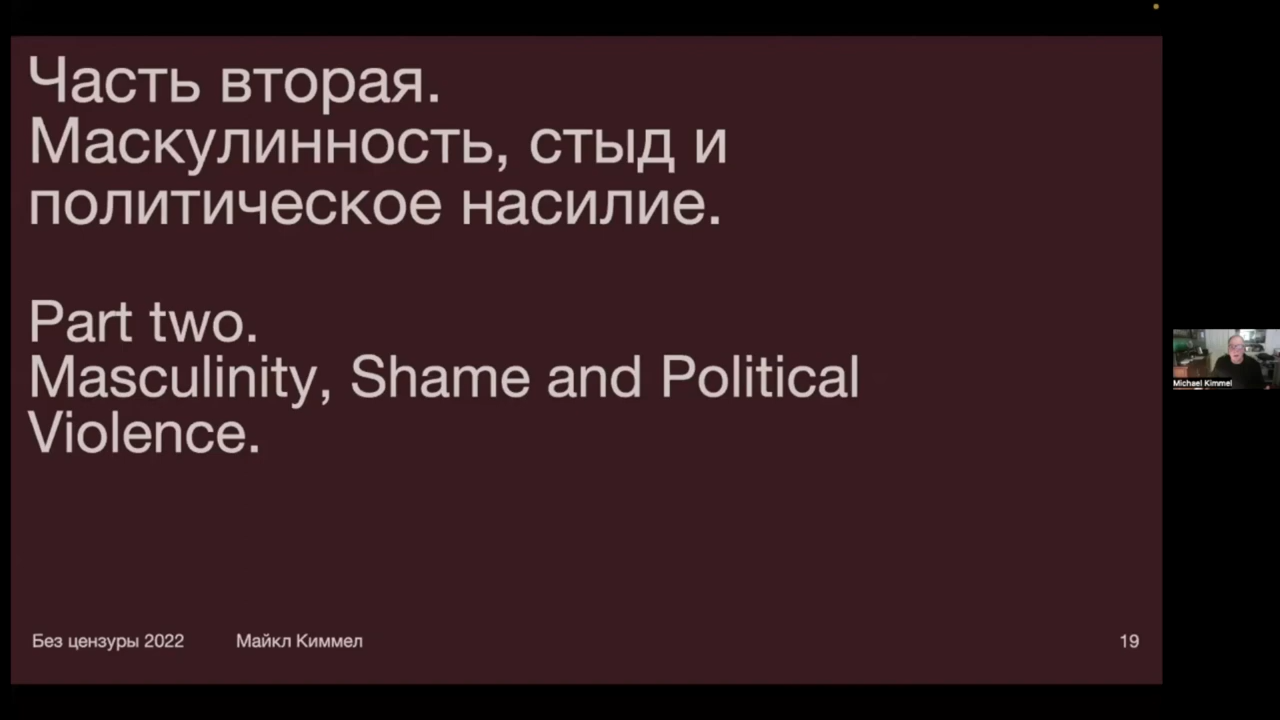 Часть вторая.
Маскулинность, стыд и
политическое насилие.
Part two.
Masculinity, Shame and Political
Violence.
Без цензуры 2022
Майкл Киммел
19
Michael Kimmel